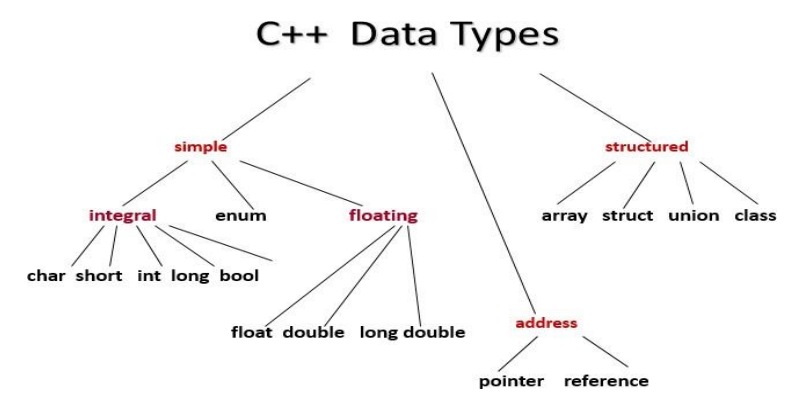 C++ Data Types
simple structured
integral enum floating array struct union class
char short int long bool
float double long double
address
pointer reference